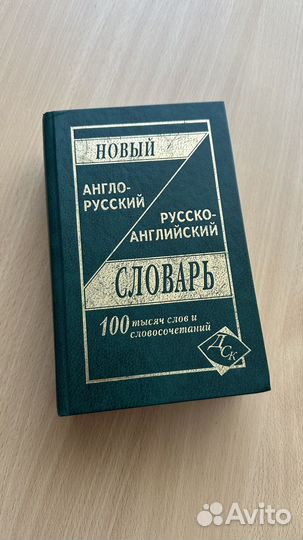 НОВЫЙ
АНГЛО-
РУССКИЙ
РУССКО-
АНГЛИЙСКИЙ
СЛОВАРЬ
100 тысяч слов и
словосочетаний
ДСК
Avito